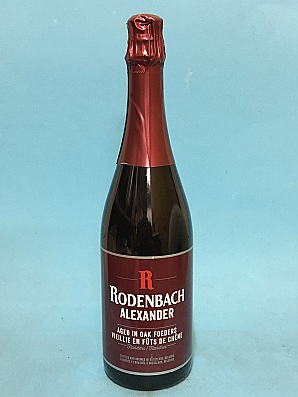 R
RODENBACH
ALEXANDER
AGED IN OAK FOEDERS
VIEILLIE EN FÛTS DE CHÊNE